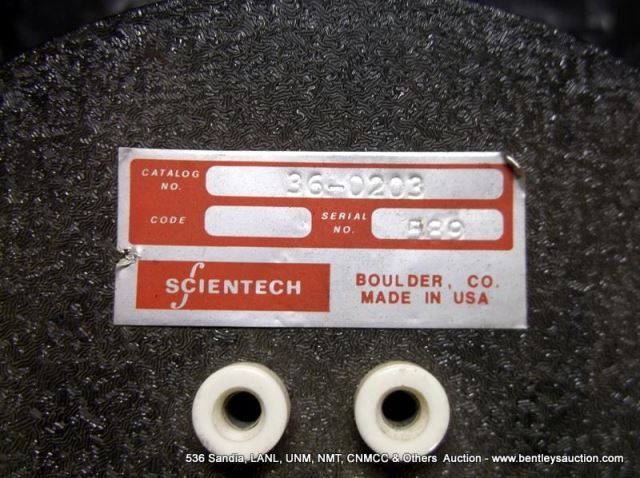 CATALOG NO. 36-0203
CODE
SERIAL NO. 589
SCIENTECH
BOULDER, CO.
MADE IN USA
536 Sandia, LANL, UNM, NMT, CNMCC & Others Auction - www.bentleysauction.com